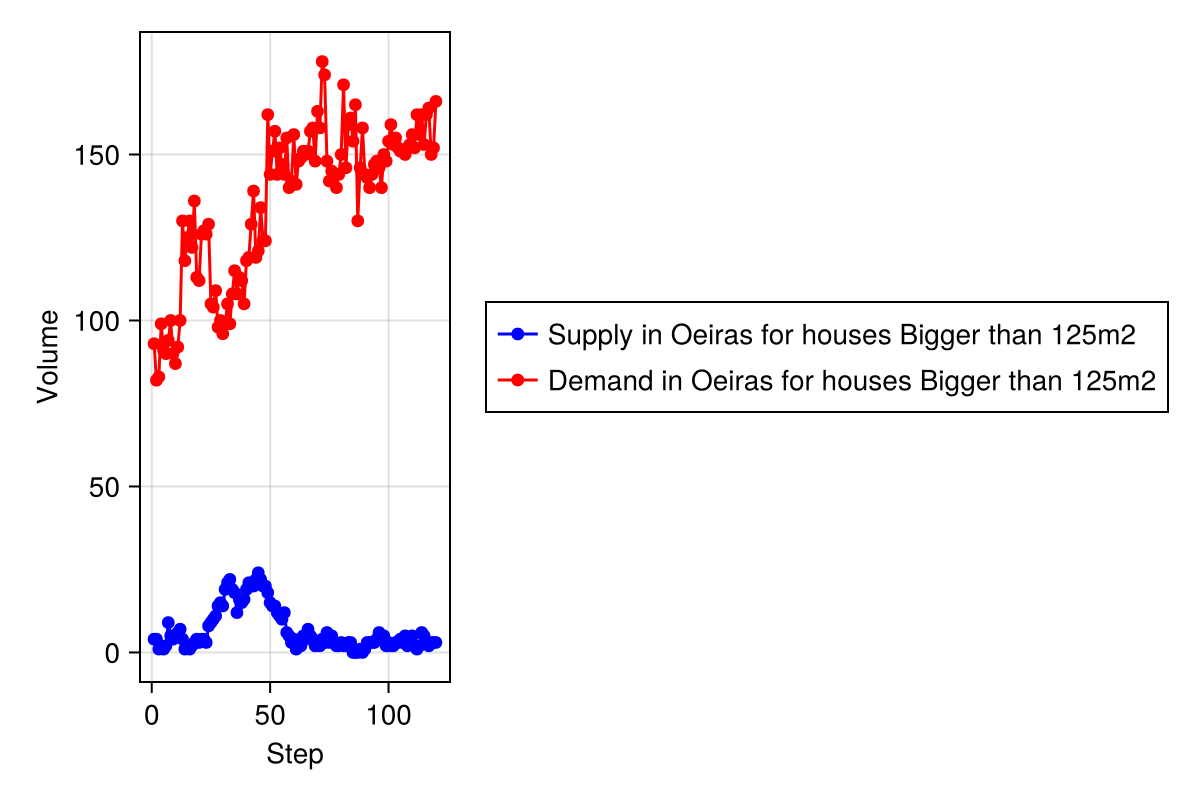 Volume
150
100
50
0
0 50 100
Step
Supply in Oeiras for houses Bigger than 125m2
Demand in Oeiras for houses Bigger than 125m2